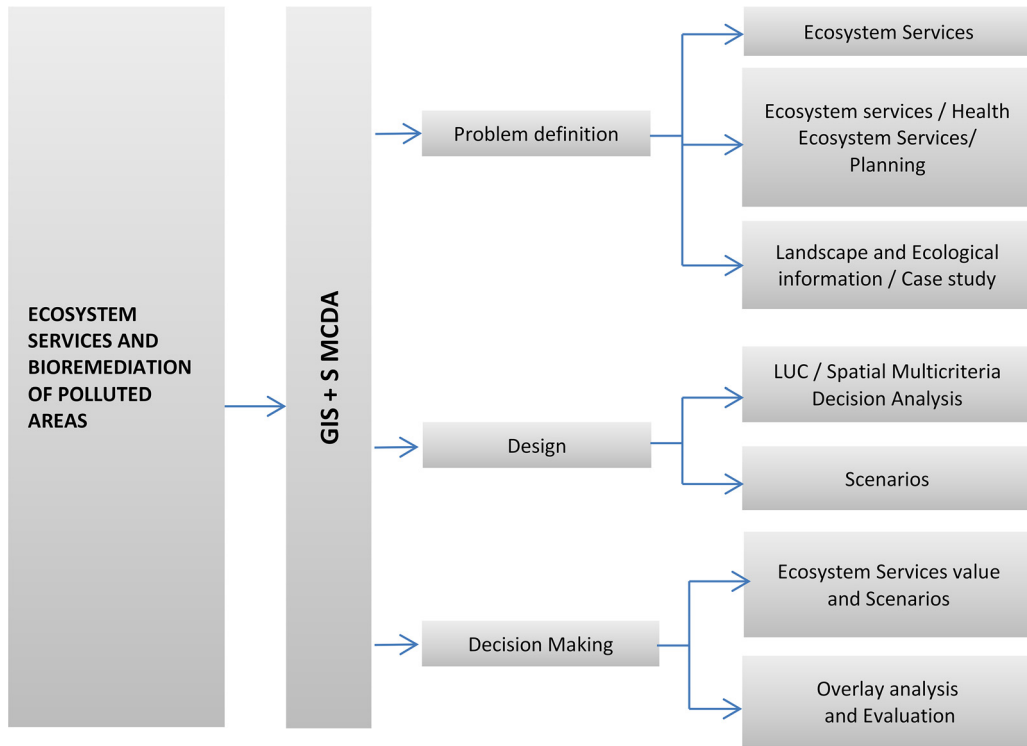 ECOSYSTEM
SERVICES AND
BIOREMEDIATION
OF POLLUTED
AREAS
GIS + S MCDA
Problem definition
Ecosystem Services
Ecosystem services / Health
Ecosystem Services/
Planning
Landscape and Ecological
information / Case study
Design
LUC / Spatial Multicriteria
Decision Analysis
Scenarios
Decision Making
Ecosystem Services value
and Scenarios
Overlay analysis
and Evaluation